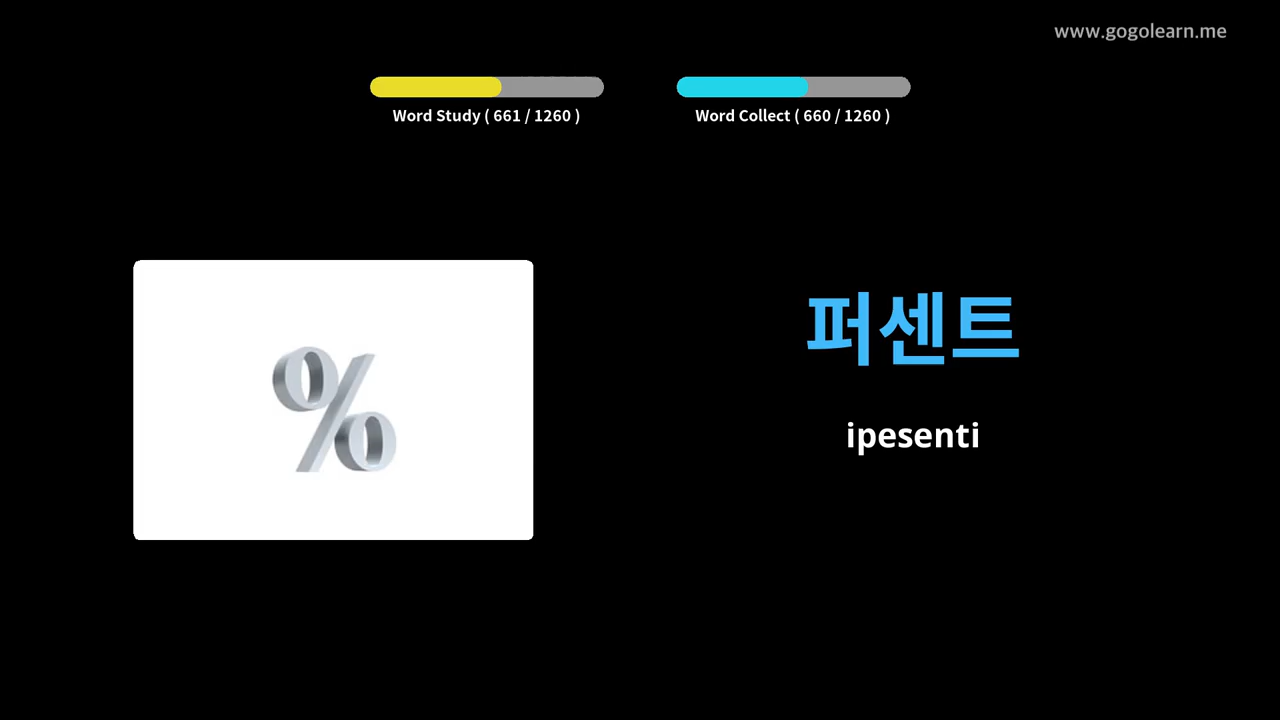 www.gogolearn.me
Word Study ( 661 / 1260 )
Word Collect ( 660 / 1260 )
%
퍼센트
ipesenti